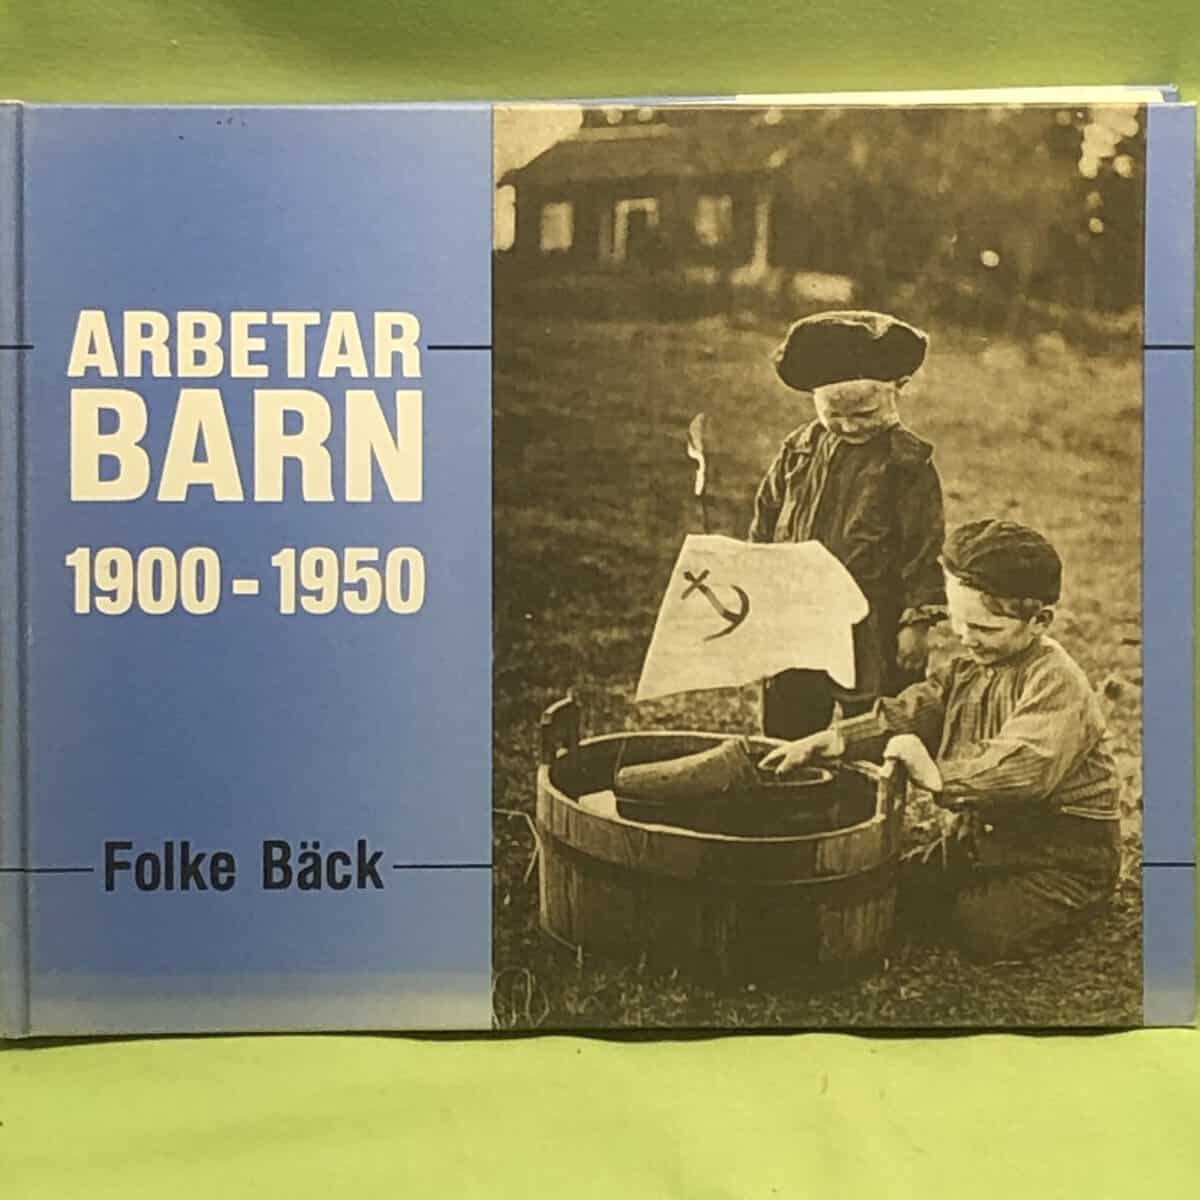 ARBETAR
BARN
1900-1950
Folke Bäck